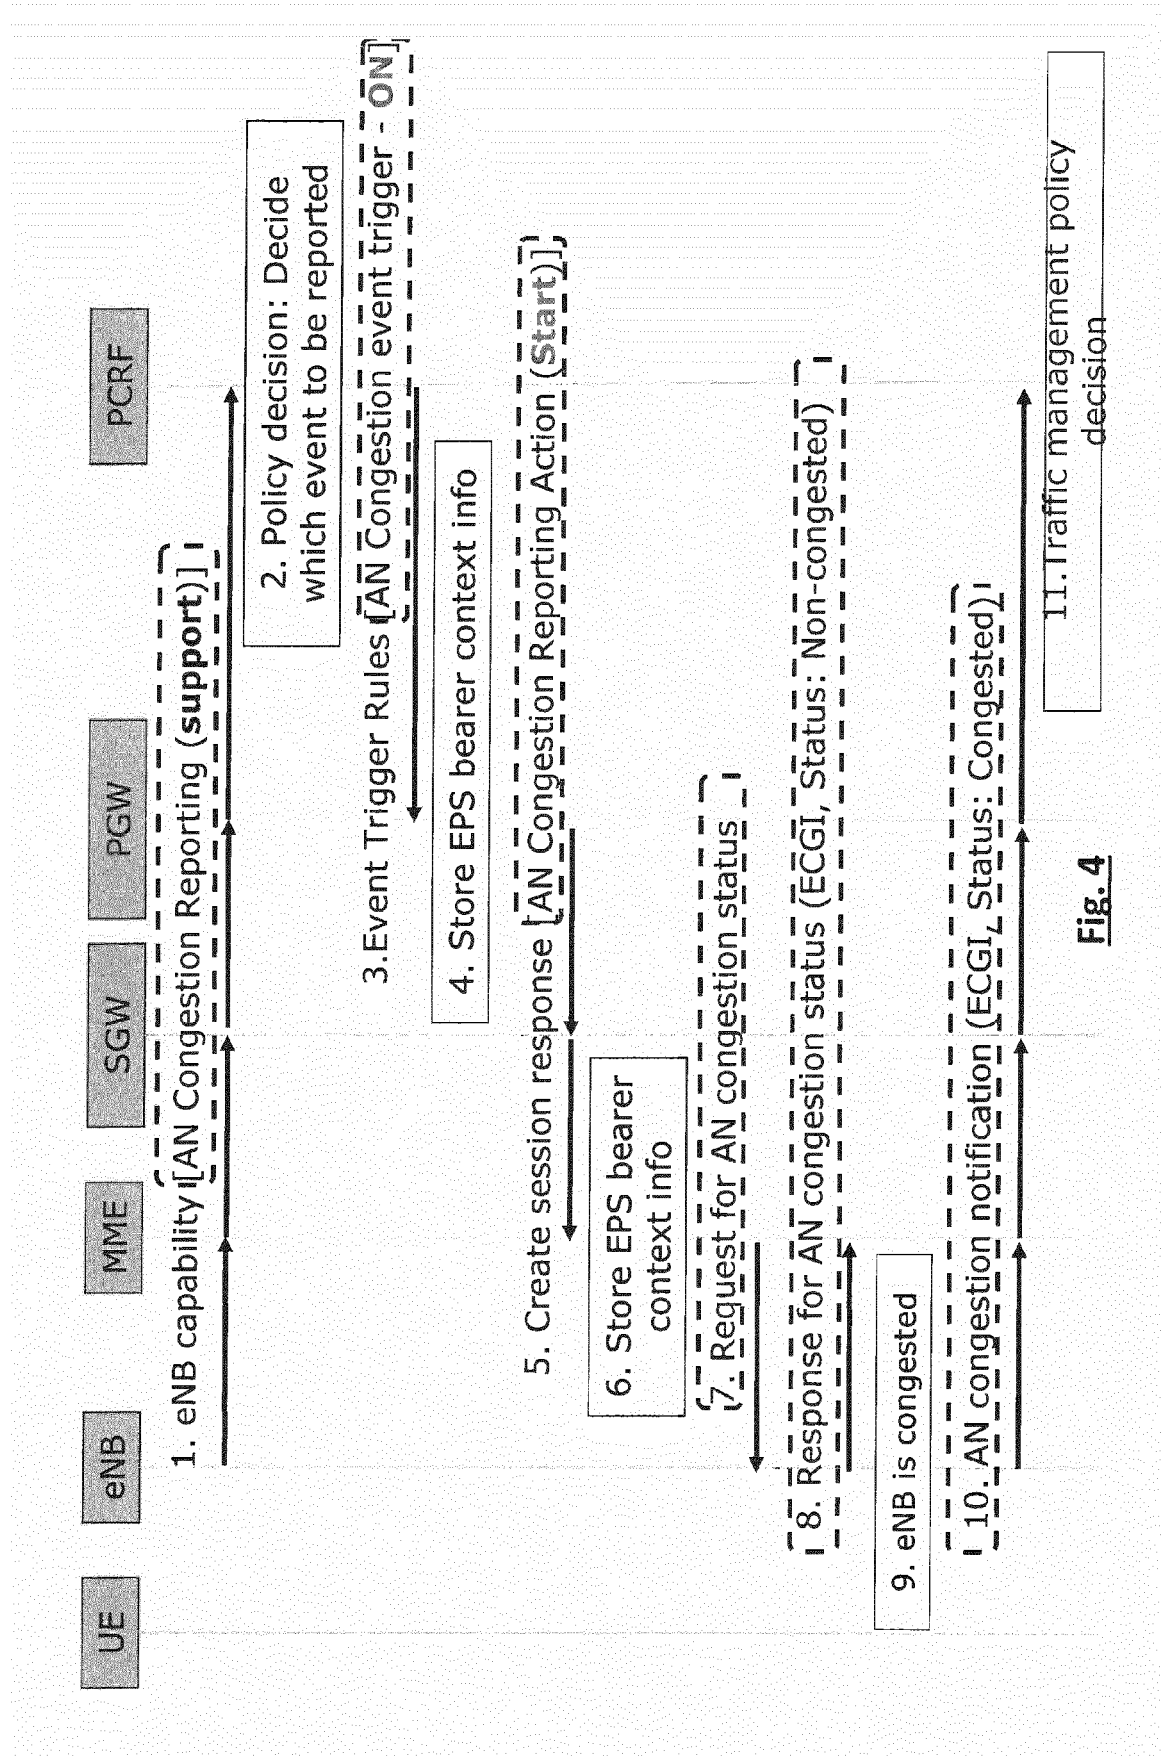 UE
eNB
MME
SGW
PGW
PCRF
1. eNB capability [AN Congestion Reporting (support)]
2. Policy decision: Decide
which event to be reported
3.Event Trigger Rules [AN Congestion event trigger - ON]
4. Store EPS bearer context info
5. Create session response [AN Congestion Reporting Action (Start)]
6. Store EPS bearer
context info
7. Request for AN congestion status
8. Response for AN congestion status (ECGI, Status: Non-congested)
9. eNB is congested
10. AN congestion notification (ECGI, Status: Congested)
11.Traffic management policy
decision
Fig. 4